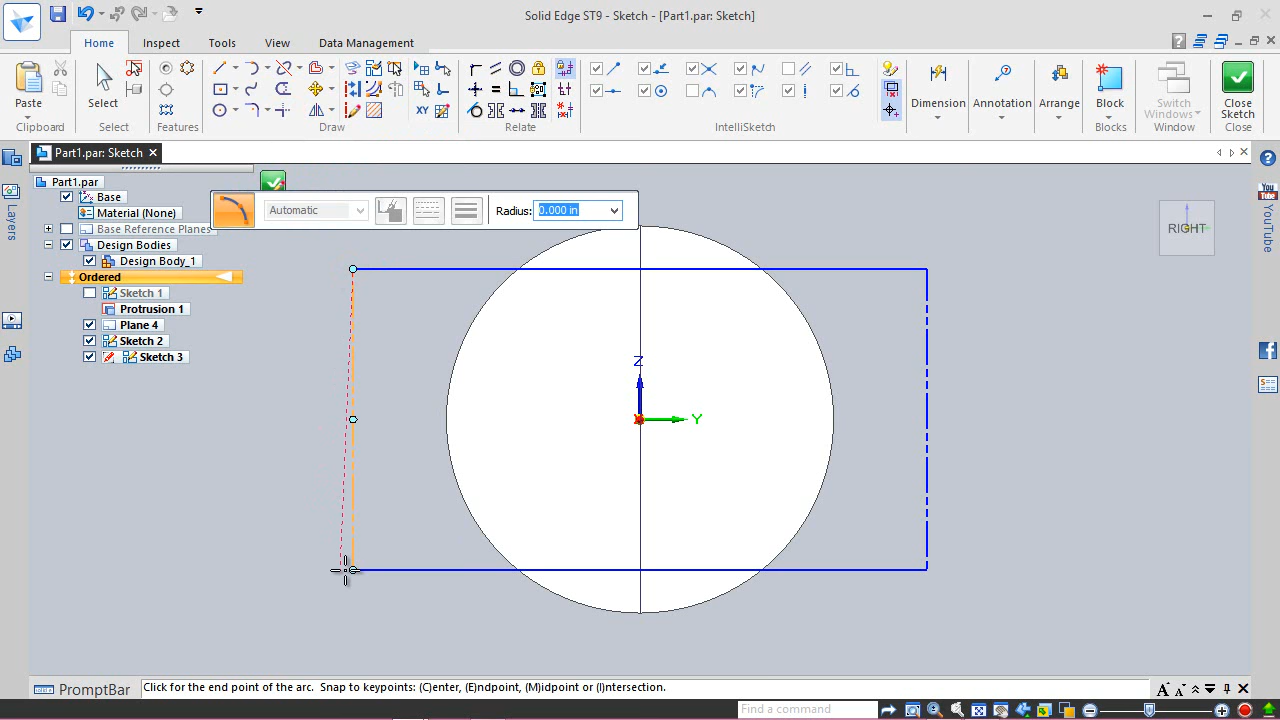 Solid Edge ST9 - Sketch - [Part1.par: Sketch]
Home
Inspect
Tools
View
Data Management
Paste
Select
Dimension
Annotation
Arrange
Block
Switch Windows
Close Sketch
Clipboard
Select
Features
Draw
Relate
IntelliSketch
Blocks
Window
Close
Part1.par: Sketch
Part1.par
Base
Material (None)
Base Reference Planes
Design Bodies
Design Body_1
Ordered
Sketch 1
Protrusion 1
Plane 4
Sketch 2
Sketch 3
Layers
Automatic
Radius:
0.000 in
RIGHT
Z
Y
You Tube
YouTube
PromptBar
Click for the end point of the arc. Snap to keypoints: (C)enter, (E)ndpoint, (M)idpoint or (I)ntersection.
Find a command